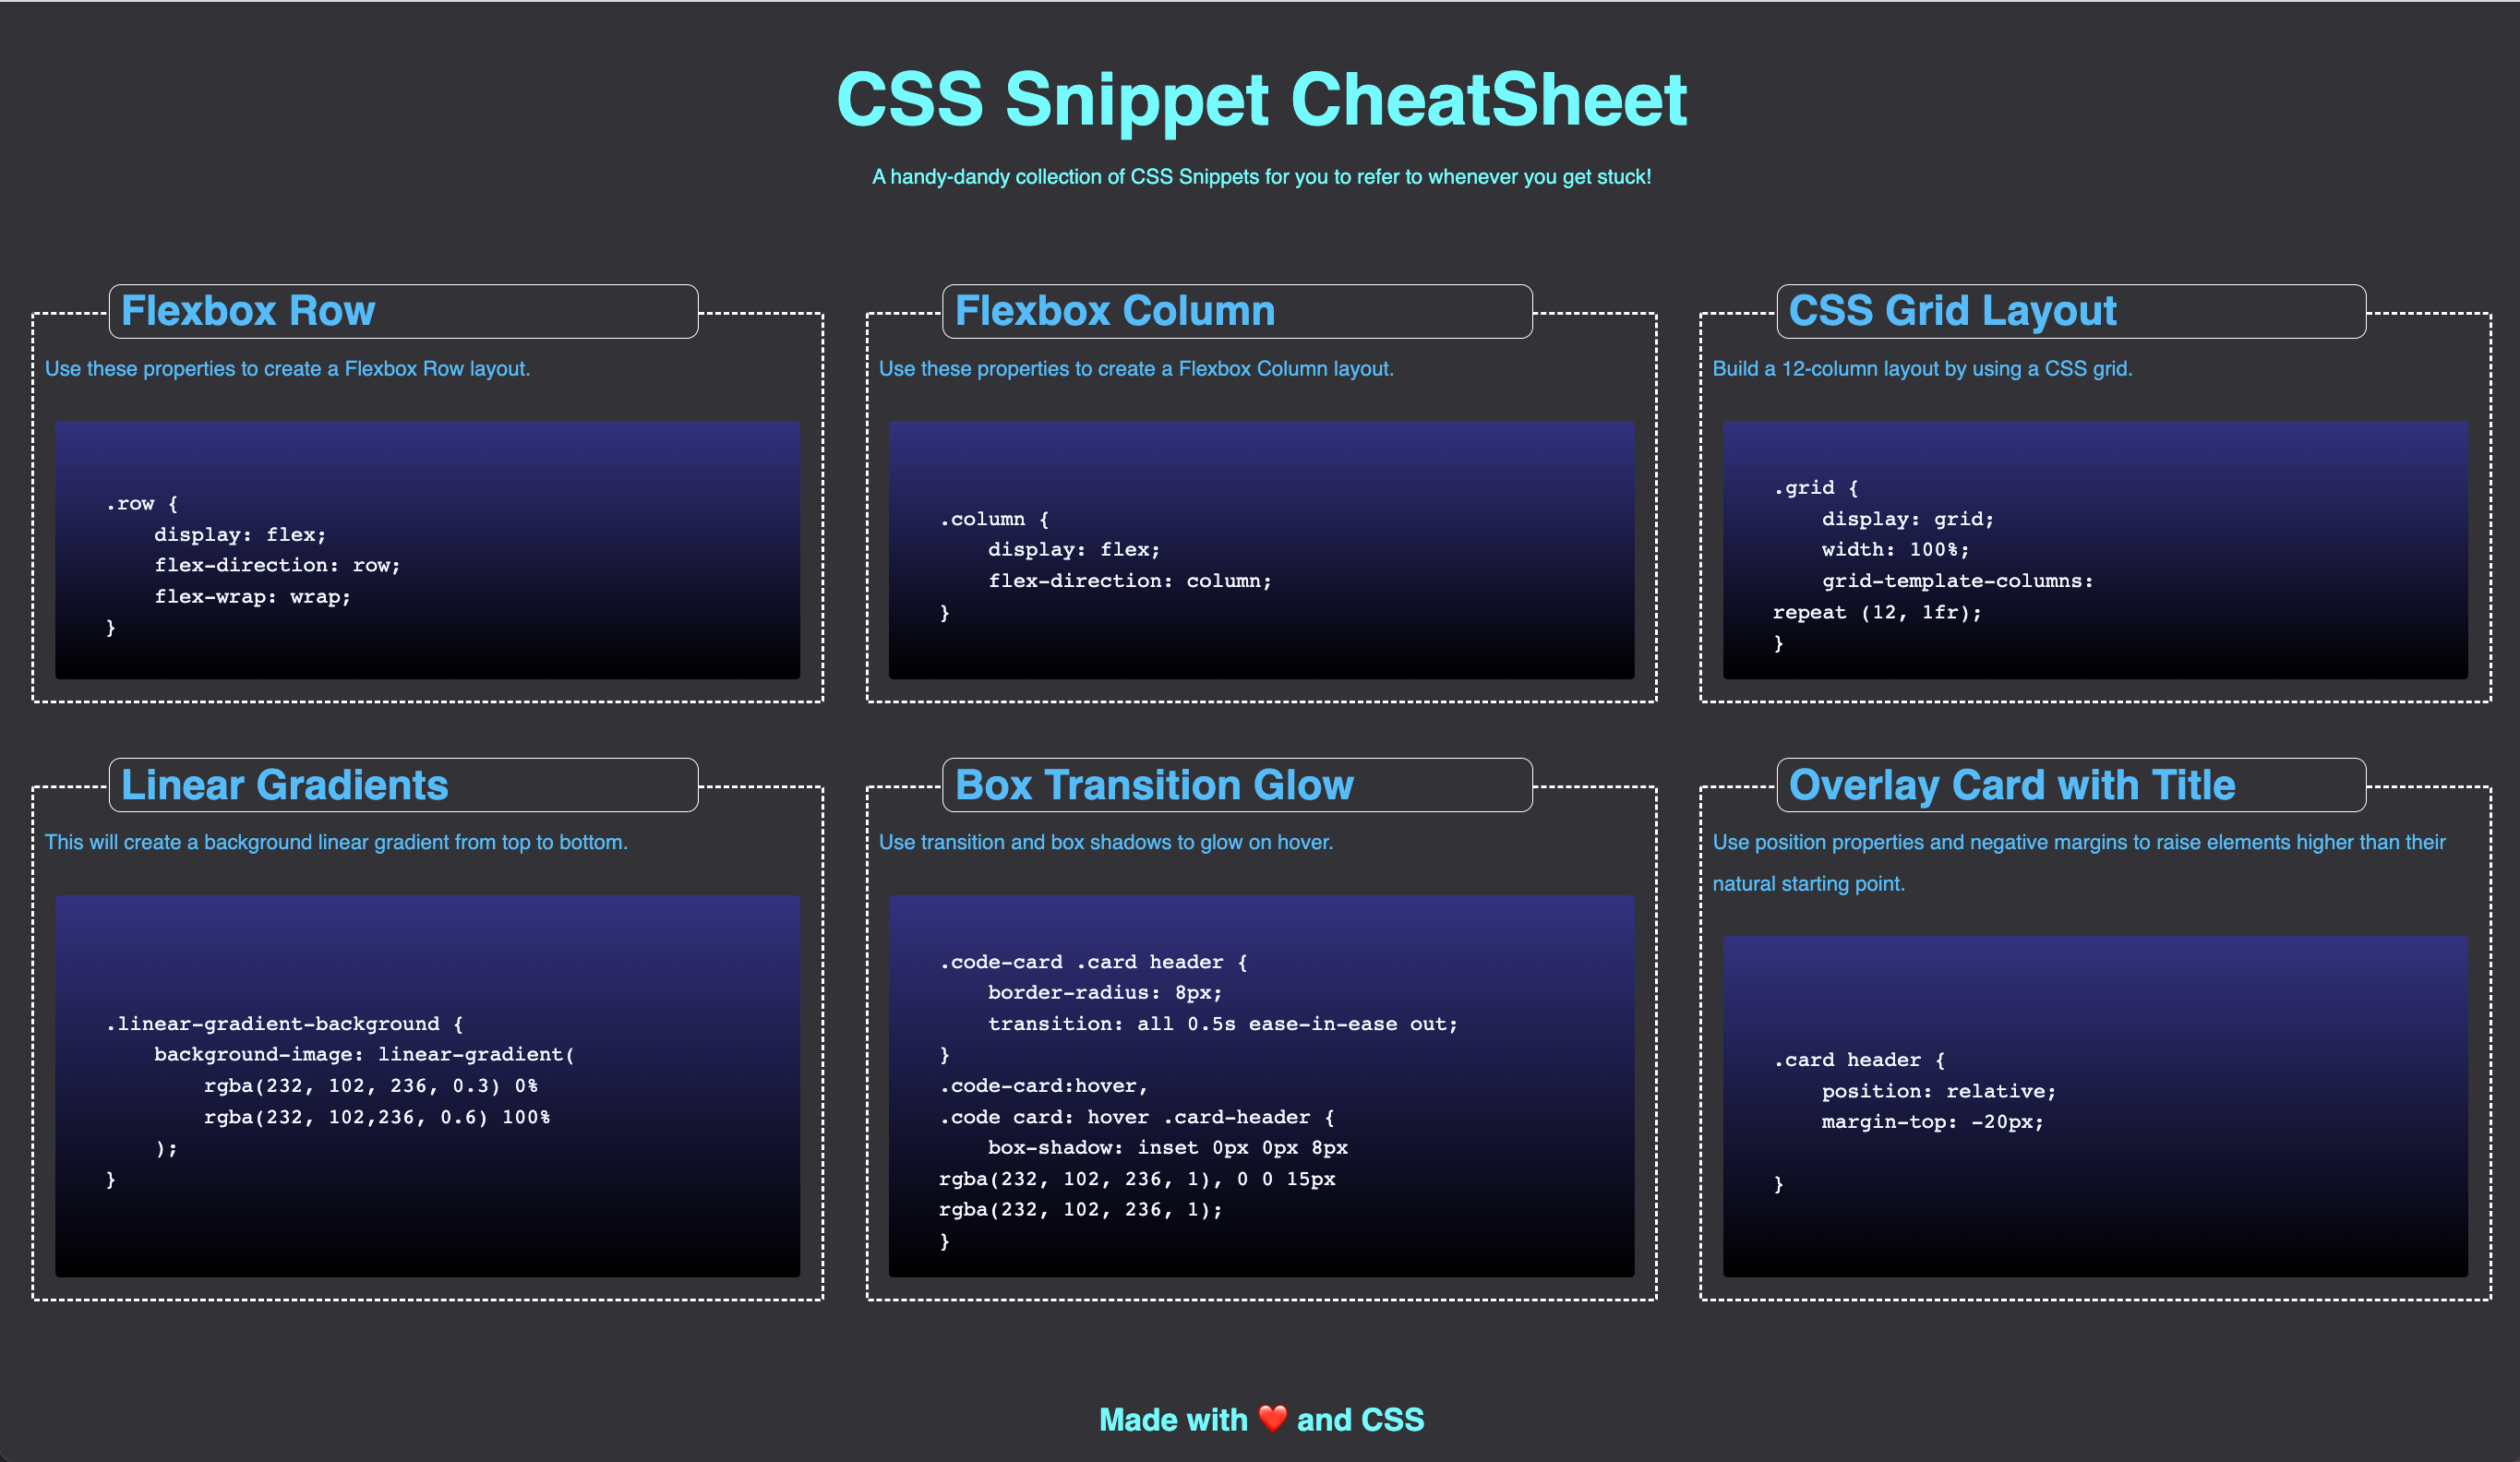 CSS Snippet CheatSheet
A handy-dandy collection of CSS Snippets for you to refer to whenever you get stuck!
Flexbox Row
Use these properties to create a Flexbox Row layout.
.row {
    display: flex;
    flex-direction: row;
    flex-wrap: wrap;
}
Flexbox Column
Use these properties to create a Flexbox Column layout.
.column {
    display: flex;
    flex-direction: column;
}
CSS Grid Layout
Build a 12-column layout by using a CSS grid.
.grid {
    display: grid;
    width: 100%;
    grid-template-columns:
repeat (12, 1fr);
}
Linear Gradients
This will create a background linear gradient from top to bottom.
.linear-gradient-background {
    background-image: linear-gradient(
        rgba(232, 102, 236, 0.3) 0%
        rgba(232, 102,236, 0.6) 100%
    );
}
Box Transition Glow
Use transition and box shadows to glow on hover.
.code-card .card header {
    border-radius: 8px;
    transition: all 0.5s ease-in-ease out;
}
.code-card:hover,
.code card: hover .card-header {
    box-shadow: inset 0px 0px 8px
rgba(232, 102, 236, 1), 0 0 15px
rgba(232, 102, 236, 1);
}
Overlay Card with Title
Use position properties and negative margins to raise elements higher than their
natural starting point.
.card header {
    position: relative;
    margin-top: -20px;
}
Made with ❤️ and CSS